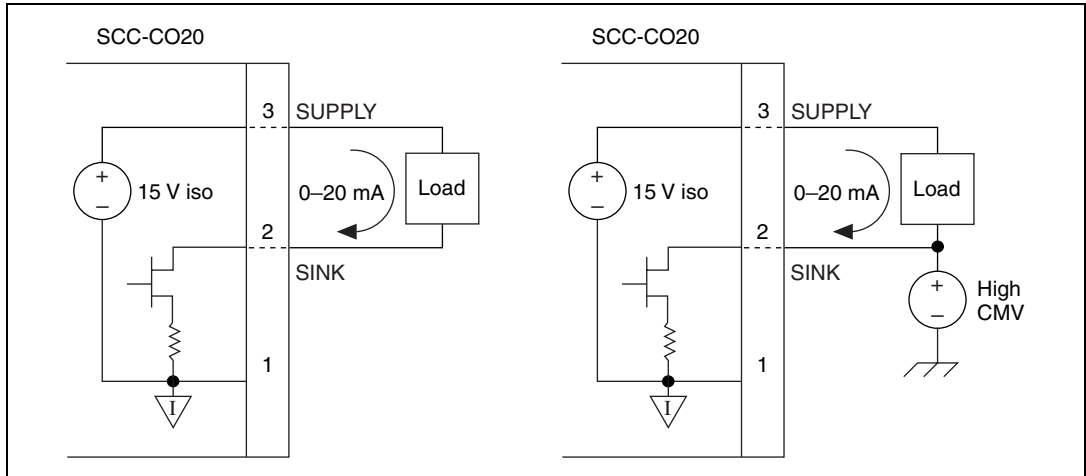 SCC-CO20
3 SUPPLY
+
−
15 V iso
0–20 mA
Load
2
SINK
1
I
SCC-CO20
3 SUPPLY
+
−
15 V iso
0–20 mA
Load
2
SINK
+
−
High
CMV
1
I